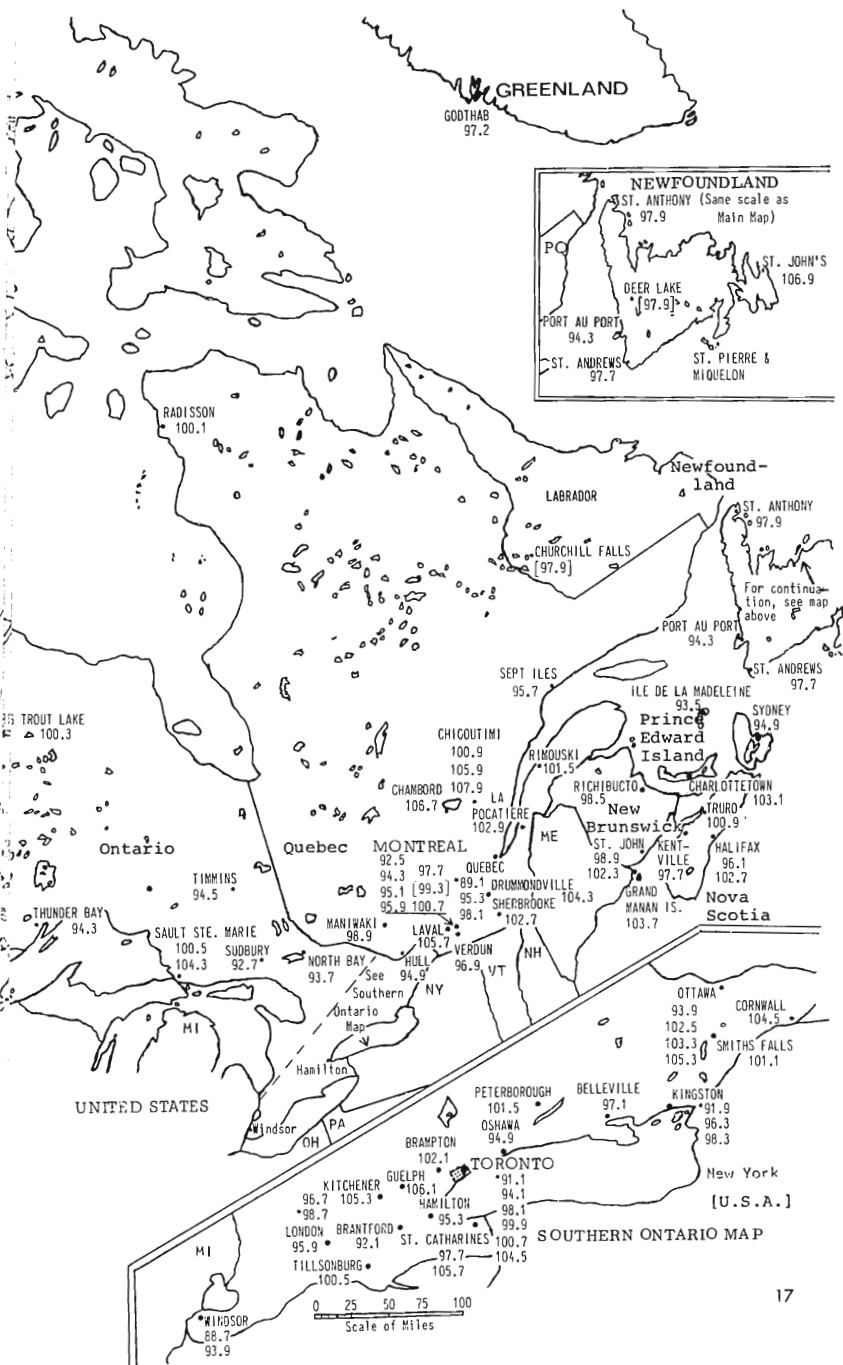 GREENLAND
GODTHAB
97.2
NEWFOUNDLAND
ST. ANTHONY (Same scale as
97.9 Main Map)
PQ
ST. JOHN'S
106.9
DEER LAKE
[97.9]
PORT AU PORT
94.3
ST. ANDREWS
97.7
ST. PIERRE &
MIQUELON
RADISSON
100.1
Newfound-
land
LABRADOR
ST. ANTHONY
97.9
CHURCHILL FALLS
[97.9]
For continua-
tion, see map
above
PORT AU PORT
94.3
ST. ANDREWS
97.7
SEPT ILES
95.7
ILE DE LA MADELEINE
93.5
SYDNEY
94.9
Prince
Edward
Island
TROUT LAKE
100.3
CHICOUTIMI
100.9
105.9
107.9
RIMOUSKI
101.5
CHAMBORD
106.7
LA
POCATIERE
102.9
RICHIBUCTO
98.5
CHARLOTTETOWN
103.1
New
Brunswick
TRURO
100.9
ME
Ontario
Quebec
MONTREAL
92.5
94.3 97.7
95.1 [99.3]
95.9 100.7
QUEBEC
89.1
95.3
98.1
ST. JOHN
98.9
102.3
KENT-
VILLE
97.7
HALIFAX
96.1
102.7
TIMMINS
94.5
DRUMMONDVILLE
104.3
SHERBROOKE
102.7
GRAND
MANAN IS.
103.7
Nova
Scotia
THUNDER BAY
94.3
SAULT STE. MARIE
100.5
104.3
SUDBURY
92.7
MANIWAKI
98.9
LAVAL
105.7
VERDUN
96.9
NORTH BAY
93.7
HULL
94.9
NY
VT
NH
See
Southern
Ontario
Map
MI
Hamilton
UNITED STATES
Windsor
OH
PA
OTTAWA
93.9
102.5
103.3
105.3
CORNWALL
104.5
SMITHS FALLS
101.1
PETERBOROUGH
101.5
BELLEVILLE
97.1
KINGSTON
91.9
96.3
98.3
OSHAWA
94.9
BRAMPTON
102.1
TORONTO
91.1
94.1
98.1
99.9
100.7
104.5
GUELPH
106.1
KITCHENER
96.7 105.3
98.7
HAMILTON
95.3
New York
[U.S.A.]
LONDON
95.9
BRANTFORD
92.1
ST. CATHARINES
97.7
105.7
SOUTHERN ONTARIO MAP
MI
TILLSONBURG
100.5
WINDSOR
88.7
93.9
0 25 50 75 100
Scale of Miles
17